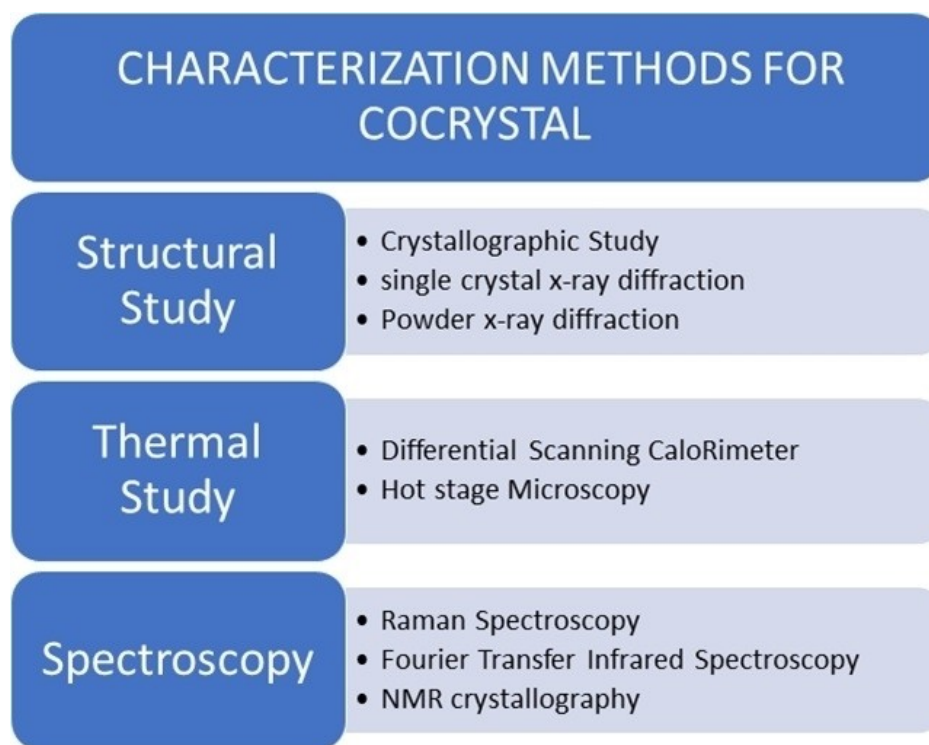 CHARACTERIZATION METHODS FOR
COCRYSTAL
Structural
Study
• Crystallographic Study
• single crystal x-ray diffraction
• Powder x-ray diffraction
Thermal
Study
• Differential Scanning CaloRimeter
• Hot stage Microscopy
Spectroscopy
• Raman Spectroscopy
• Fourier Transfer Infrared Spectroscopy
• NMR crystallography